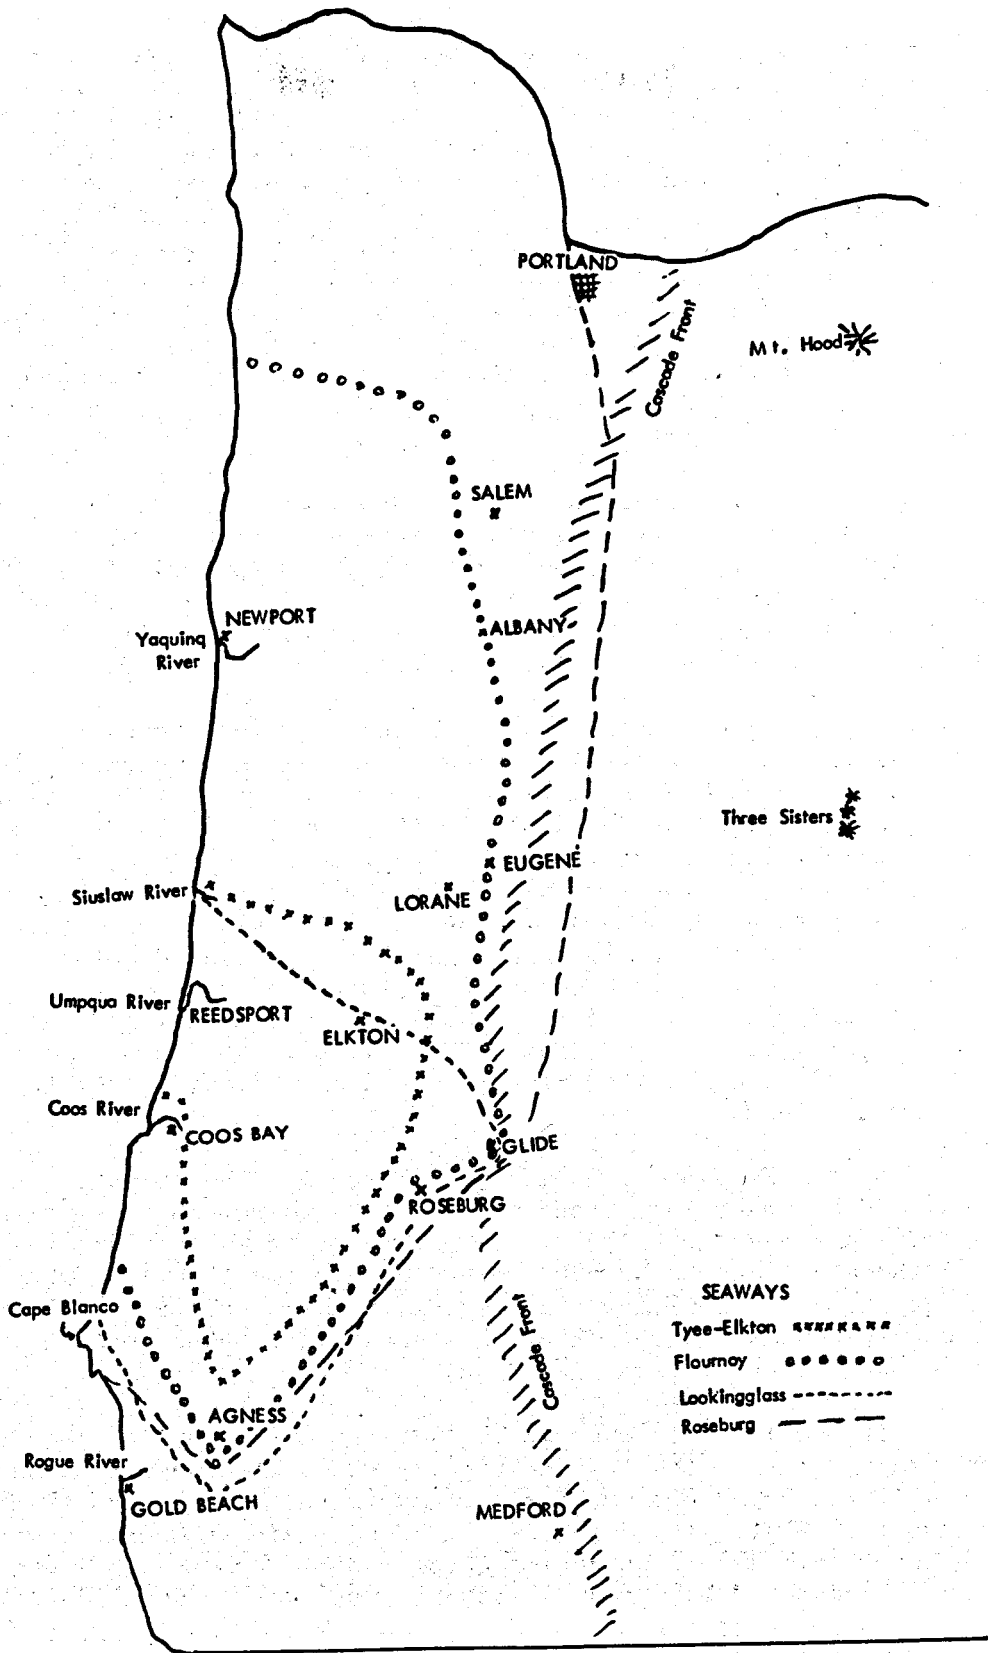 PORTLAND
Mt. Hood
Cascade Front
SALEM
NEWPORT
Yaquinq
River
ALBANY
Three Sisters
EUGENE
Siuslaw River
LORANE
Umpqua River
REEDSPORT
ELKTON
Coos River
COOS BAY
GLIDE
ROSEBURG
Cape Blanco
Cascade Front
SEAWAYS
Tyee-Elkton
Flournoy
Lookingglass
Roseburg
AGNESS
Rogue River
GOLD BEACH
MEDFORD